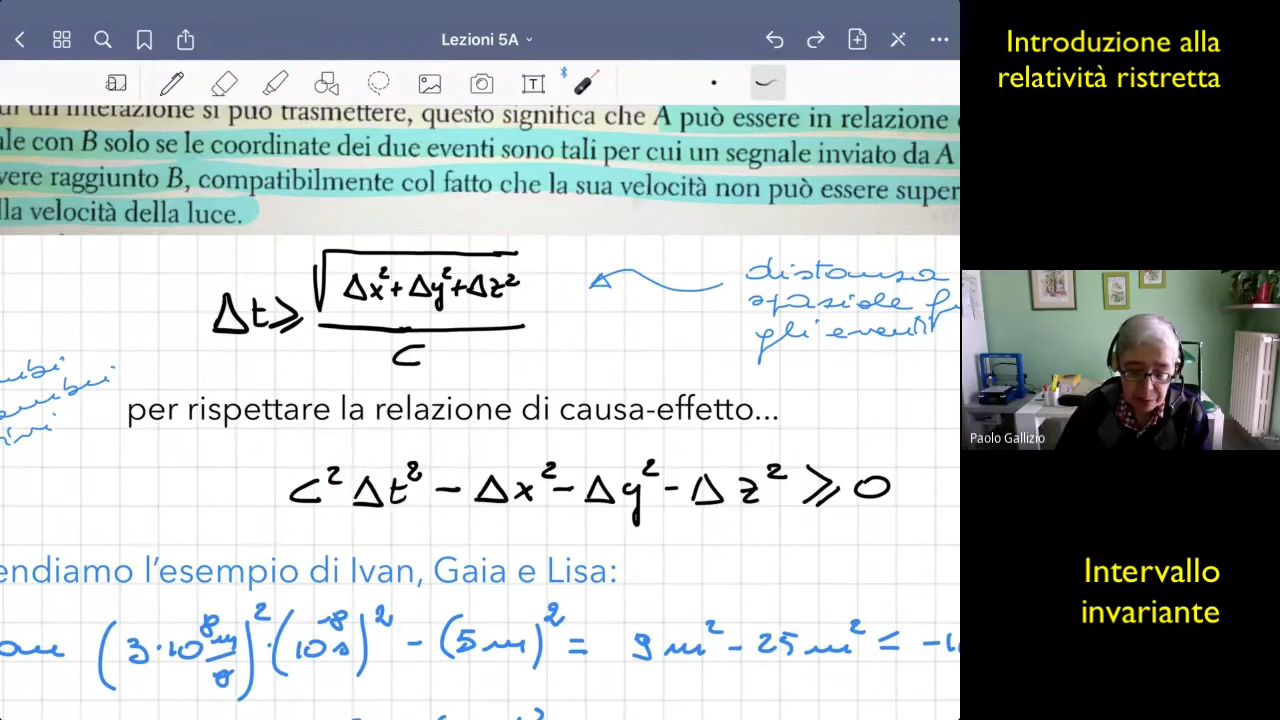 Lezioni 5A
Introduzione alla
relatività ristretta
di un'interazione si può trasmettere, questo significa che A può essere in relazione
ale con B solo se le coordinate dei due eventi sono tali per cui un segnale inviato da A
vere raggiunto B, compatibilmente col fatto che la sua velocità non può essere super
lla velocità della luce.
Δt ⩾ √(Δx² + Δy² + Δz²) / c
distanza
spaziale f
gli eventi
per rispettare la relazione di causa-effetto...
Paolo Gallizio
c² Δt² - Δx² - Δy² - Δz² ⩾ 0
endiamo l'esempio di Ivan, Gaia e Lisa:
Intervallo
invariante
(3·10⁸ m/s)² · (10⁻⁸ s)² - (5 m)² = 9 m² - 25 m² =